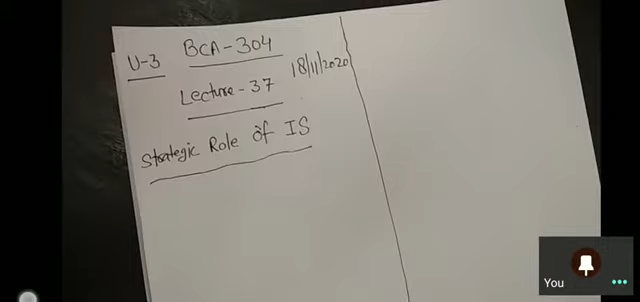 U-3 BCA-304
Lecture-37 18/11/2020
Strategic Role of IS
You